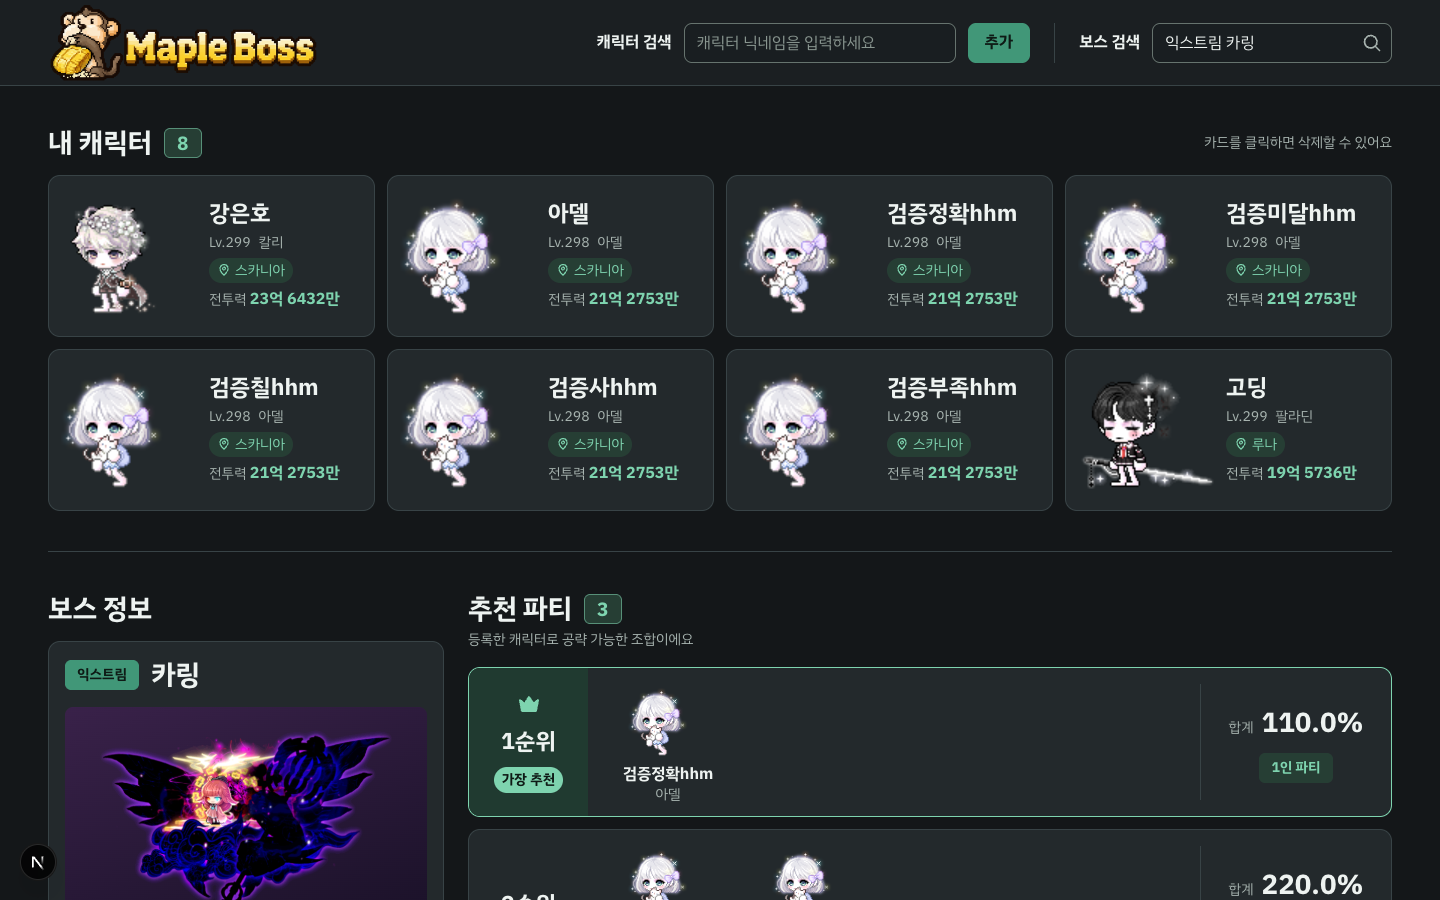 Maple Boss
캐릭터 검색
캐릭터 닉네임을 입력하세요
추가
보스 검색
익스트림 카링
내 캐릭터 8
카드를 클릭하면 삭제할 수 있어요
강은호
Lv.299 칼리
스카니아
전투력 23억 6432만
아델
Lv.298 아델
스카니아
전투력 21억 2753만
검증정확hhm
Lv.298 아델
스카니아
전투력 21억 2753만
검증미달hhm
Lv.298 아델
스카니아
전투력 21억 2753만
검증칠hhm
Lv.298 아델
스카니아
전투력 21억 2753만
검증사hhm
Lv.298 아델
스카니아
전투력 21억 2753만
검증부족hhm
Lv.298 아델
스카니아
전투력 21억 2753만
고딩
Lv.299 팔라딘
루나
전투력 19억 5736만
보스 정보
익스트림 카링
추천 파티 3
등록한 캐릭터로 공략 가능한 조합이에요
1순위
가장 추천
검증정확hhm
아델
합계 110.0%
1인 파티
합계 220.0%
N